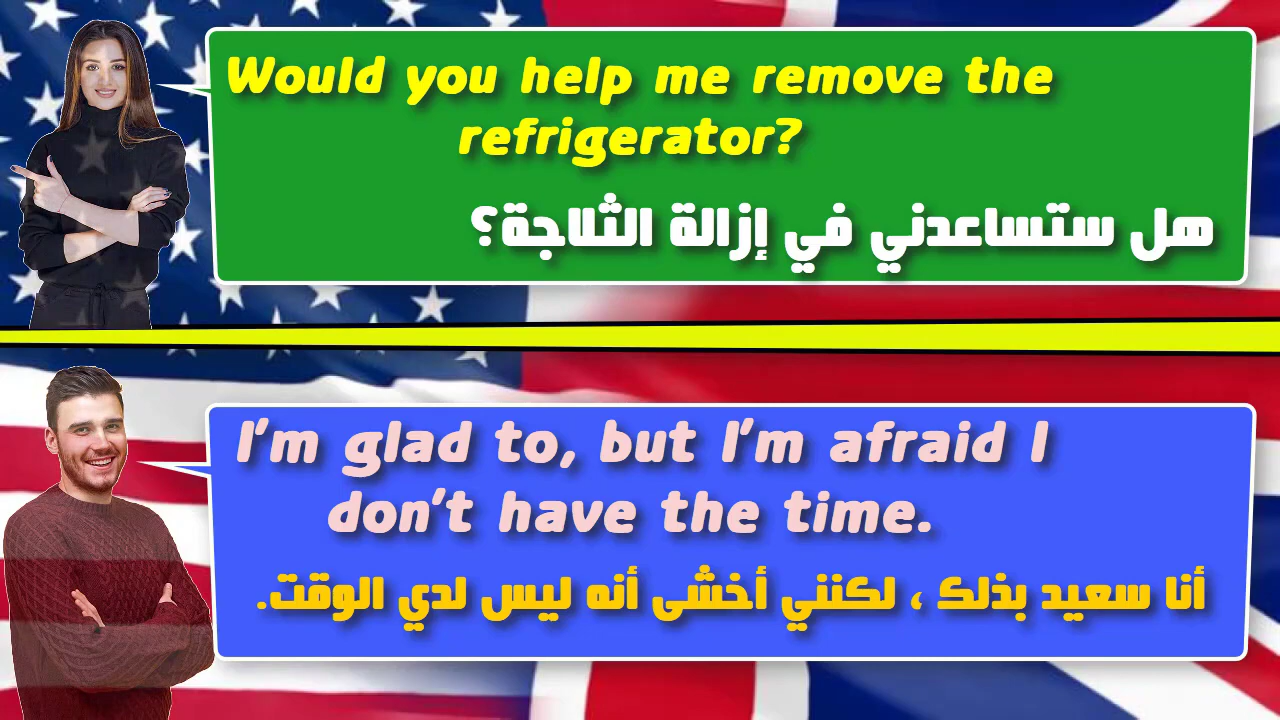 Would you help me remove the
refrigerator?
هل ستساعدني في إزالة الثلاجة؟
I'm glad to, but I'm afraid I
don't have the time.
أنا سعيد بذلك ، لكنني أخشى أنه ليس لدي الوقت.